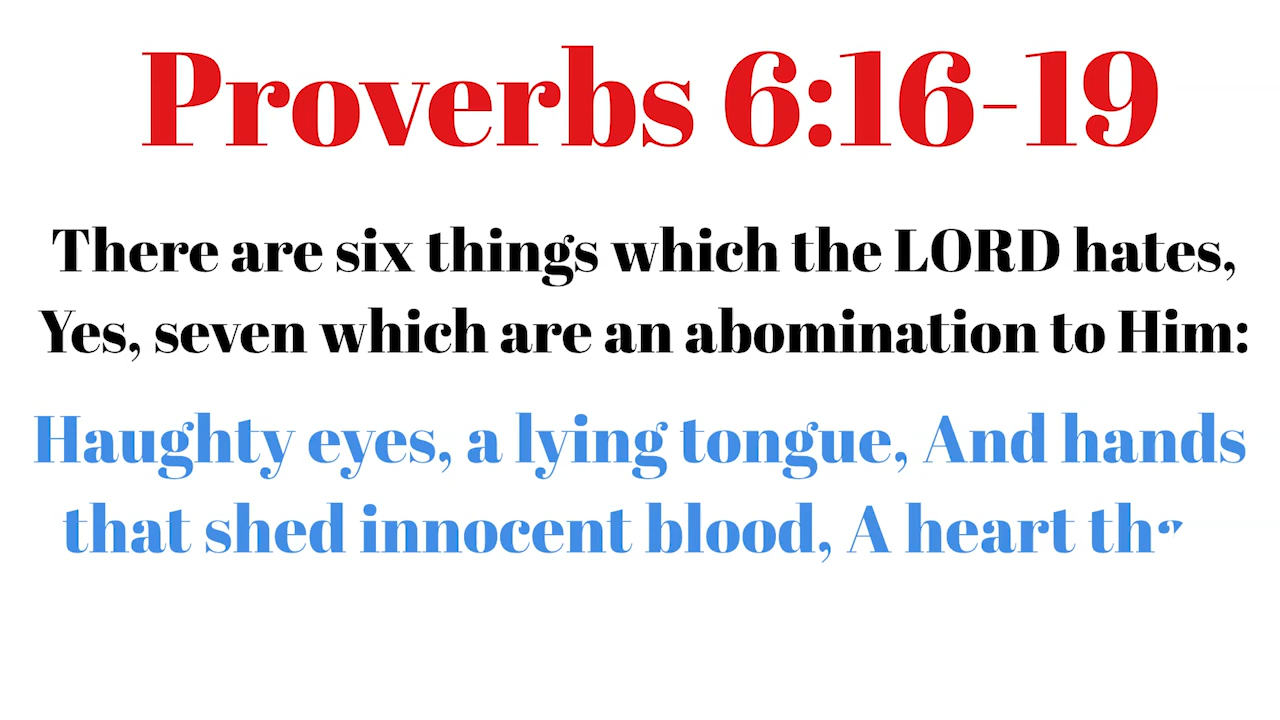 Proverbs 6:16-19
There are six things which the LORD hates,
Yes, seven which are an abomination to Him:
Haughty eyes, a lying tongue, And hands
that shed innocent blood, A heart